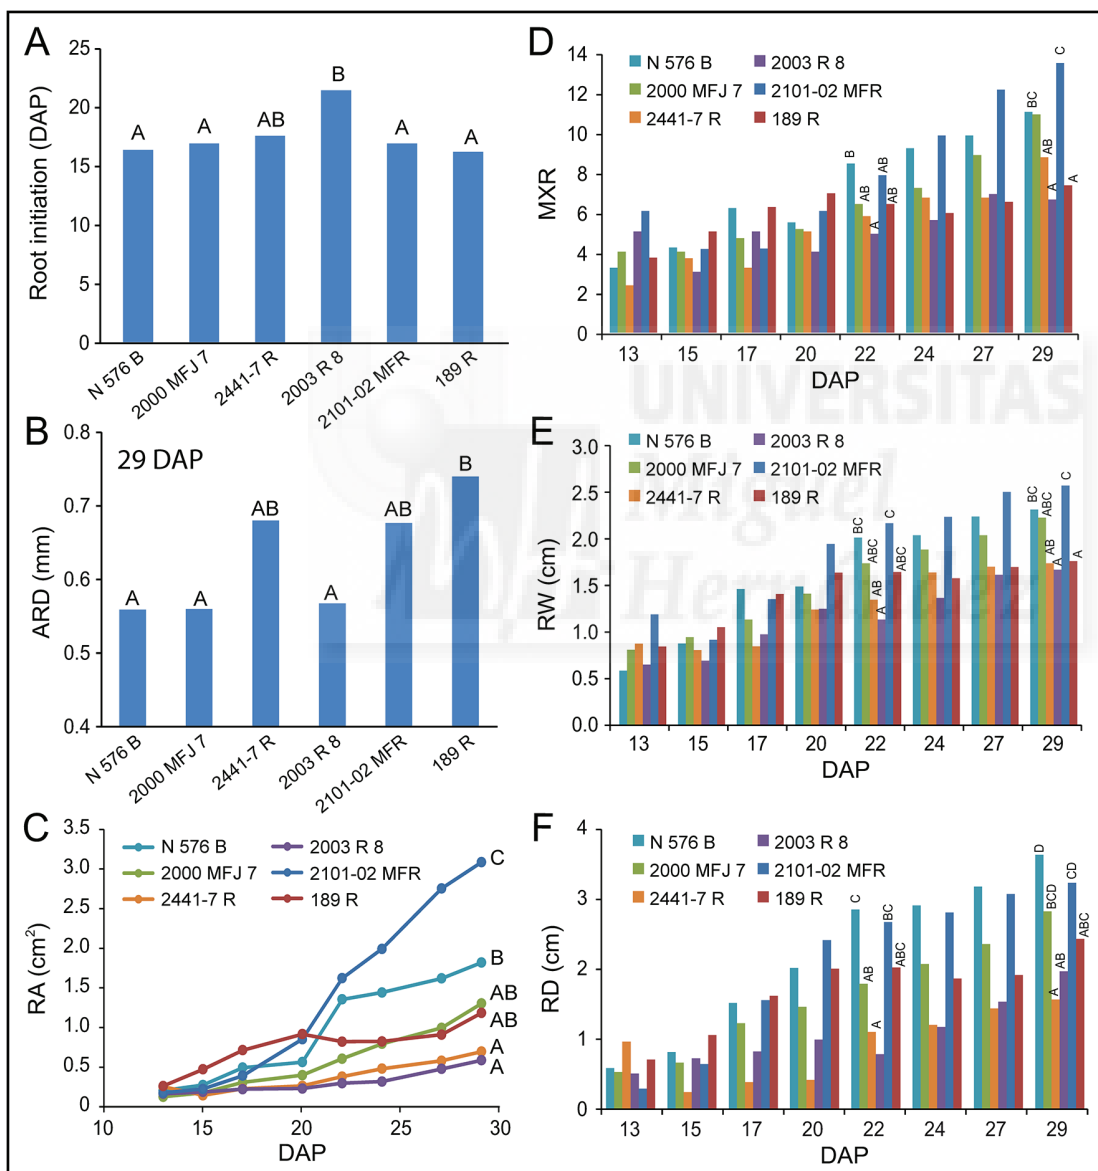 A
Root initiation (DAP)
25
20
15
10
5
0
A
A
AB
B
A
A
N 576 B
2000 MFJ 7
2441-7 R
2003 R 8
2101-02 MFR
189 R
B
29 DAP
ARD (mm)
0.8
0.7
0.6
0.5
0.4
A
A
AB
A
AB
B
N 576 B
2000 MFJ 7
2441-7 R
2003 R 8
2101-02 MFR
189 R
C
RA (cm²)
3.5
3.0
2.5
2.0
1.5
1.0
0.5
0
N 576 B
2000 MFJ 7
2441-7 R
2003 R 8
2101-02 MFR
189 R
C
B
AB
AB
A
A
10 15 20 25 30
DAP
D
MXR
14
12
10
8
6
4
2
0
N 576 B
2000 MFJ 7
2441-7 R
2003 R 8
2101-02 MFR
189 R
B
AB
AB
A
AB
AB
BC
BC
AB
A
C
A
13 15 17 20 22 24 27 29
DAP
UNIVERSITAS
Miguel
Hernández
E
RW (cm)
3.0
2.5
2.0
1.5
1.0
0.5
0.0
N 576 B
2000 MFJ 7
2441-7 R
2003 R 8
2101-02 MFR
189 R
BC
ABC
AB
A
C
ABC
BC
ABC
AB
A
C
A
13 15 17 20 22 24 27 29
DAP
F
RD (cm)
4
3
2
1
0
N 576 B
2000 MFJ 7
2441-7 R
2003 R 8
2101-02 MFR
189 R
C
AB
A
BC
ABC
D
BCD
A
AB
CD
ABC
13 15 17 20 22 24 27 29
DAP